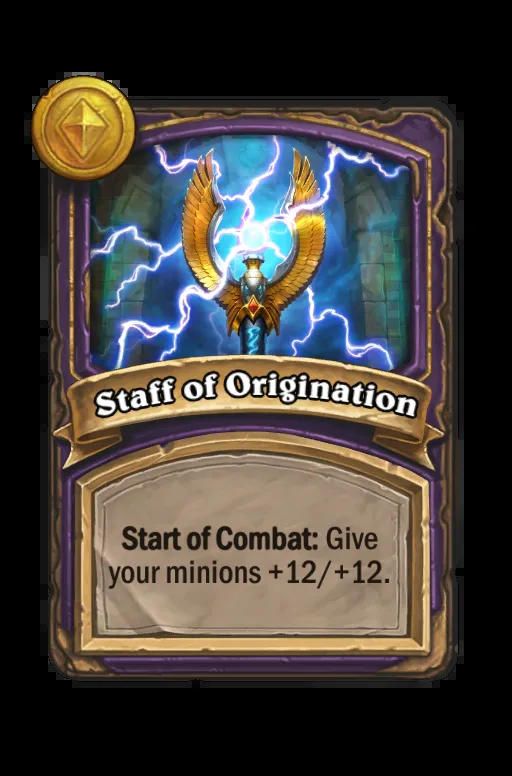 Staff of Origination
Start of Combat: Give
your minions +12/+12.